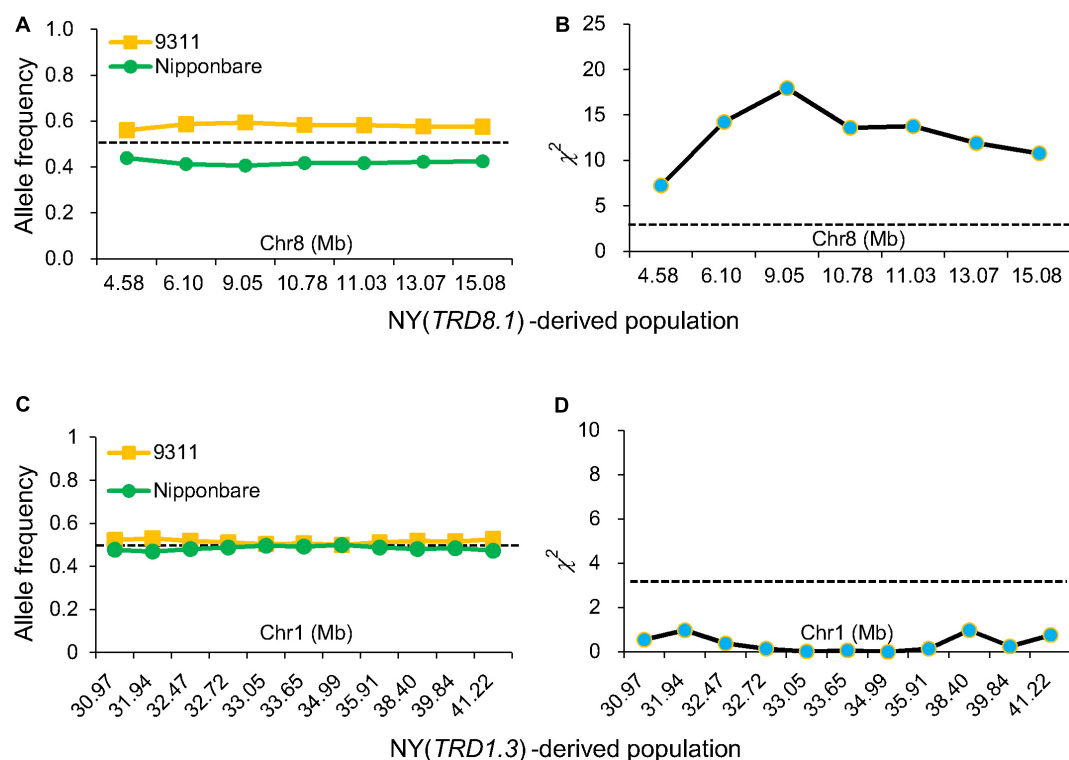 A
Allele frequency
1.0
0.8
0.6
0.4
0.2
0.0
9311
Nipponbare
Chr8 (Mb)
4.58 6.10 9.05 10.78 11.03 13.07 15.08
B
χ2
25
20
15
10
5
0
Chr8 (Mb)
4.58 6.10 9.05 10.78 11.03 13.07 15.08
NY(TRD8.1) -derived population
C
Allele frequency
1
0.8
0.6
0.4
0.2
0
9311
Nipponbare
Chr1 (Mb)
30.97 31.94 32.47 32.72 33.05 33.65 34.99 35.91 38.40 39.84 41.22
D
χ2
10
8
6
4
2
0
Chr1 (Mb)
30.97 31.94 32.47 32.72 33.05 33.65 34.99 35.91 38.40 39.84 41.22
NY(TRD1.3) -derived population